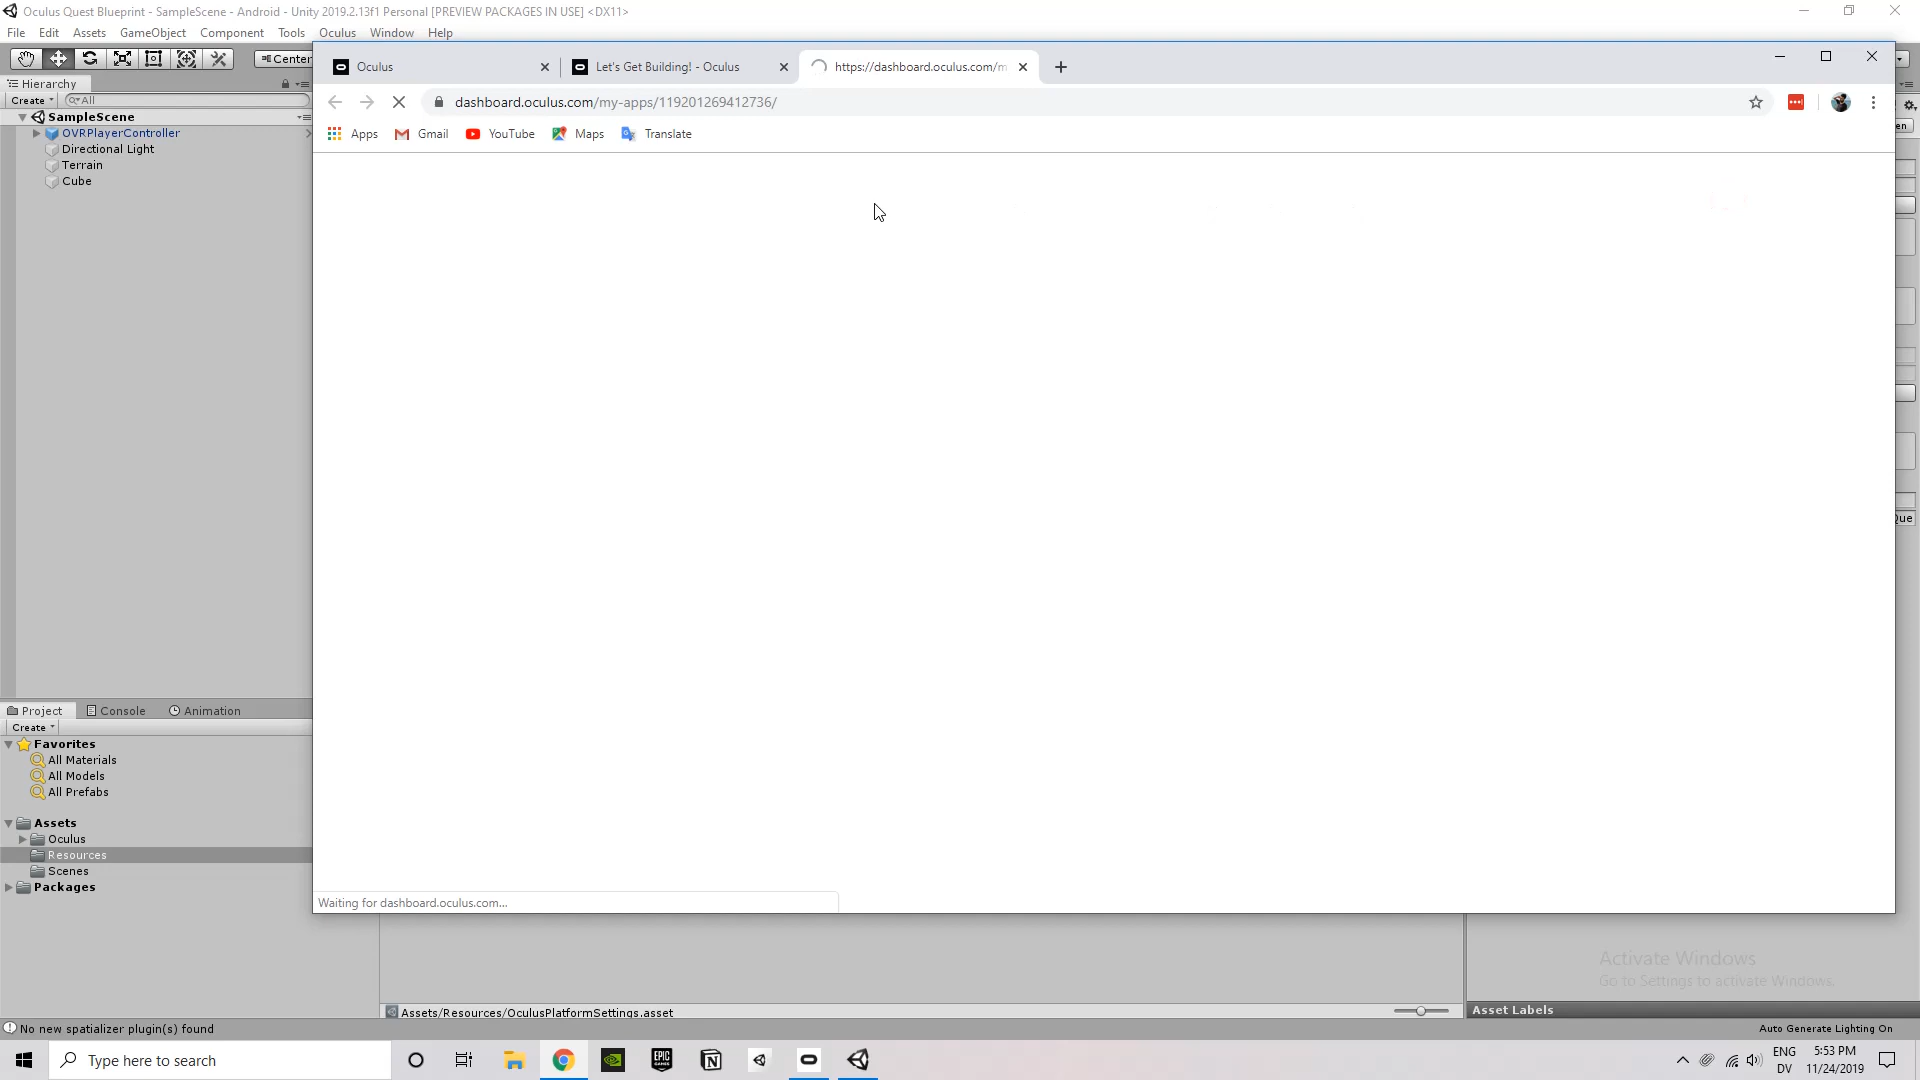 Oculus Quest Blueprint - SampleScene - Android - Unity 2019.2.13f1 Personal [PREVIEW PACKAGES IN USE] <DX11>
File Edit Assets GameObject Component Tools Oculus Window Help
Center
Oculus
Let's Get Building! - Oculus
https://dashboard.oculus.com/m
Hierarchy
Create
All
dashboard.oculus.com/my-apps/119201269412736/
Apps
Gmail
YouTube
Maps
Translate
SampleScene
OVRPlayerController
Directional Light
Terrain
Cube
en
Que
Project
Console
Animation
Create
Favorites
All Materials
All Models
All Prefabs
Assets
Oculus
Resources
Scenes
Packages
Waiting for dashboard.oculus.com...
Activate Windows
Go to Settings to activate Windows.
Assets/Resources/OculusPlatformSettings.asset
Asset Labels
No new spatializer plugin(s) found
Auto Generate Lighting On
Type here to search
EPIC GAMES
ENG
DV
5:53 PM
11/24/2019